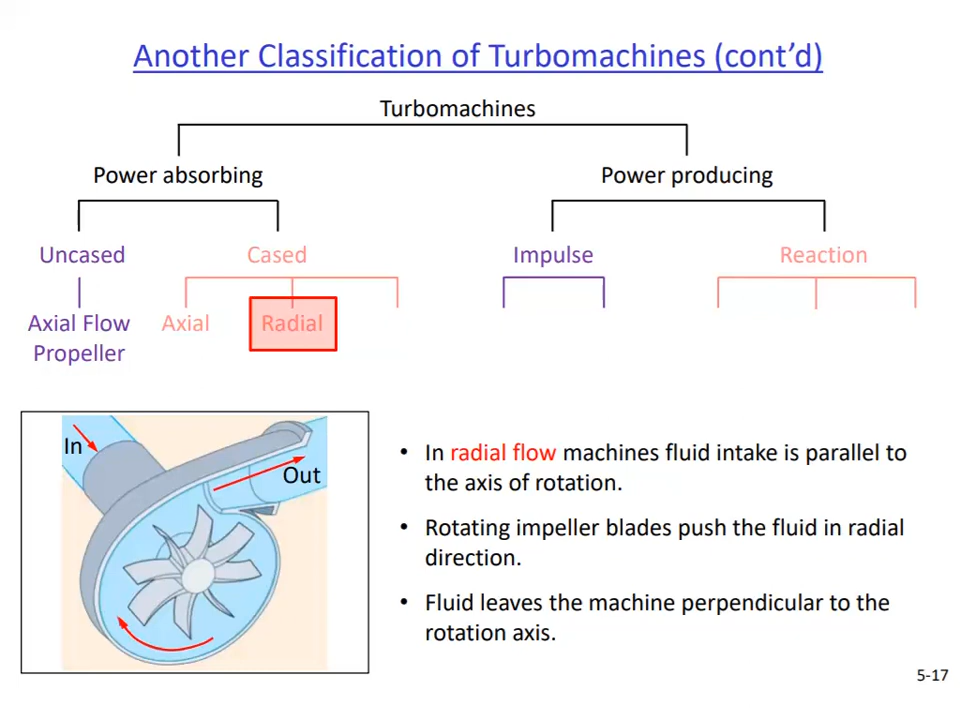 Another Classification of Turbomachines (cont’d)
Turbomachines
Power absorbing
Power producing
Uncased
Cased
Impulse
Reaction
Axial Flow
Propeller
Axial
Radial
In
Out
• In radial flow machines fluid intake is parallel to
the axis of rotation.
• Rotating impeller blades push the fluid in radial
direction.
• Fluid leaves the machine perpendicular to the
rotation axis.
5-17